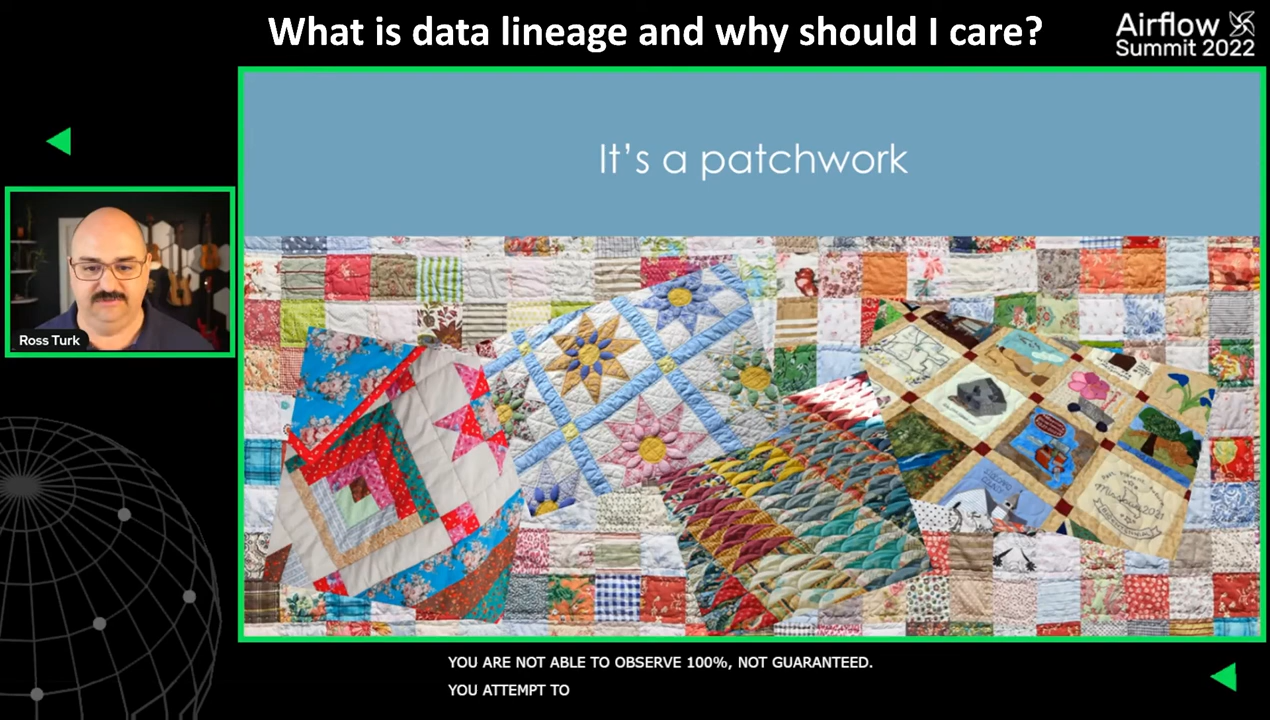 What is data lineage and why should I care?
Airflow
Summit 2022
It's a patchwork
Ross Turk
YOU ARE NOT ABLE TO OBSERVE 100%, NOT GUARANTEED.
YOU ATTEMPT TO